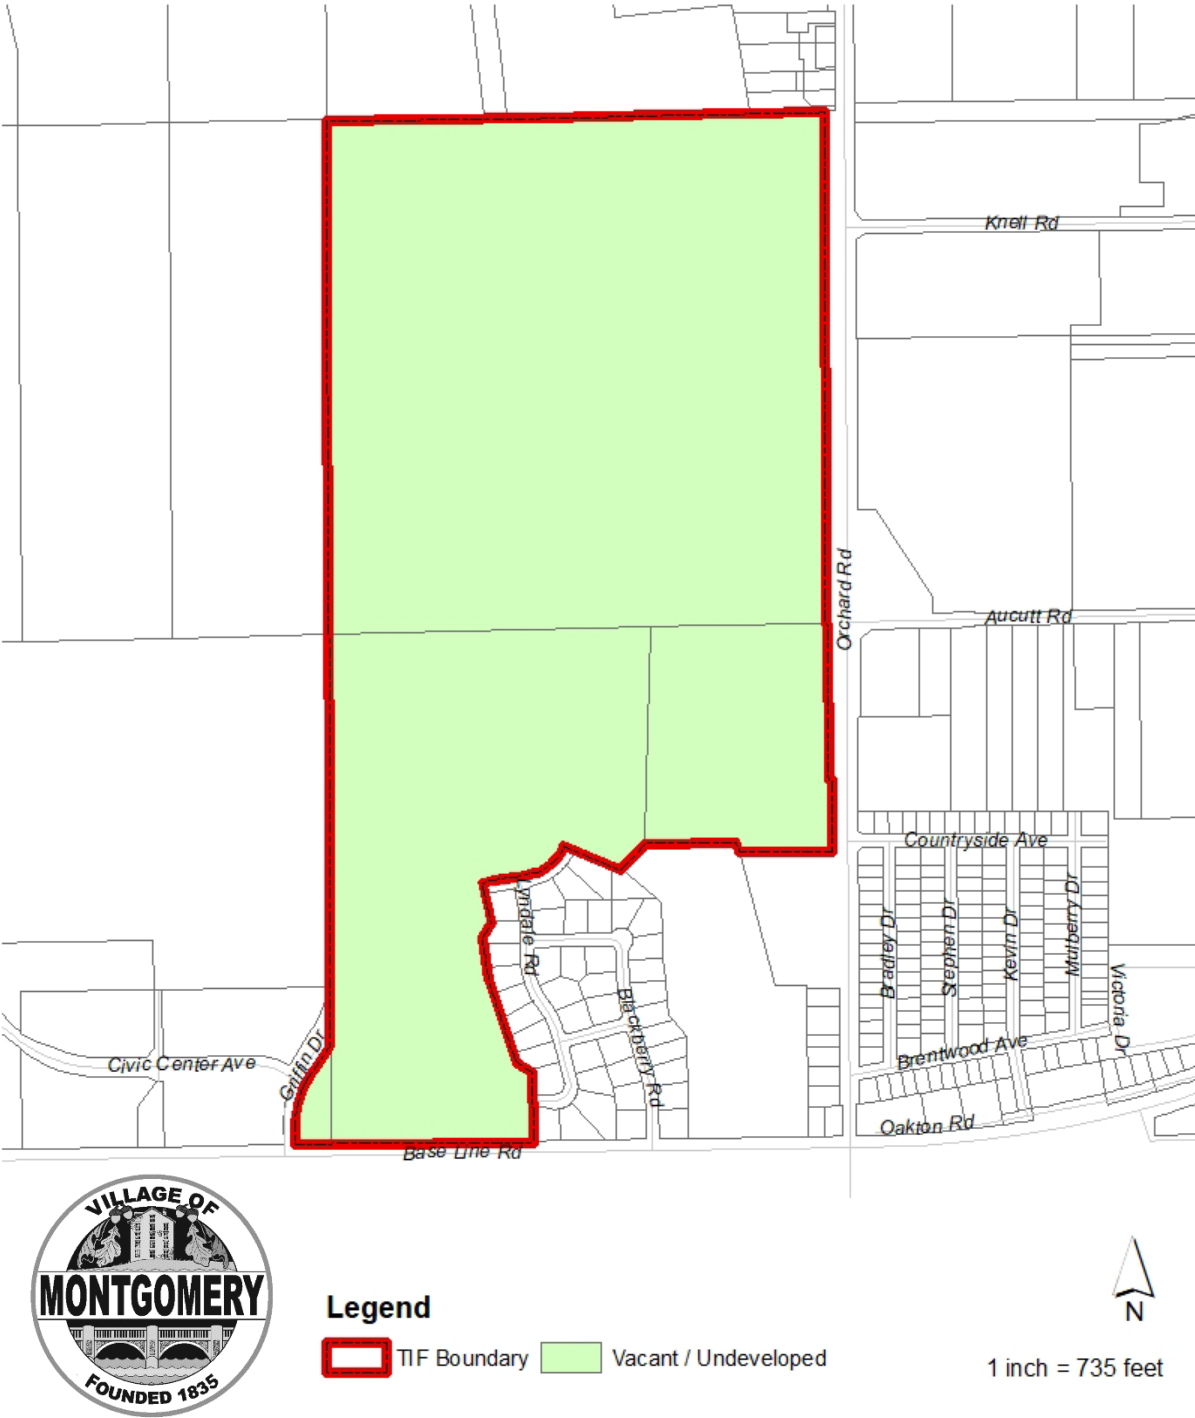 Knell Rd
Orchard Rd
Aucutt Rd
Countryside Ave
Lyndale Rd
Bradley Dr
Stephen Dr
Kevin Dr
Mulberry Dr
Victoria Dr
Blackberry Rd
Griffin Dr
Civic Center Ave
Brentwood Ave
Oakton Rd
Base Line Rd
VILLAGE OF
MONTGOMERY
FOUNDED 1835
Legend
TIF Boundary
Vacant / Undeveloped
N
1 inch = 735 feet